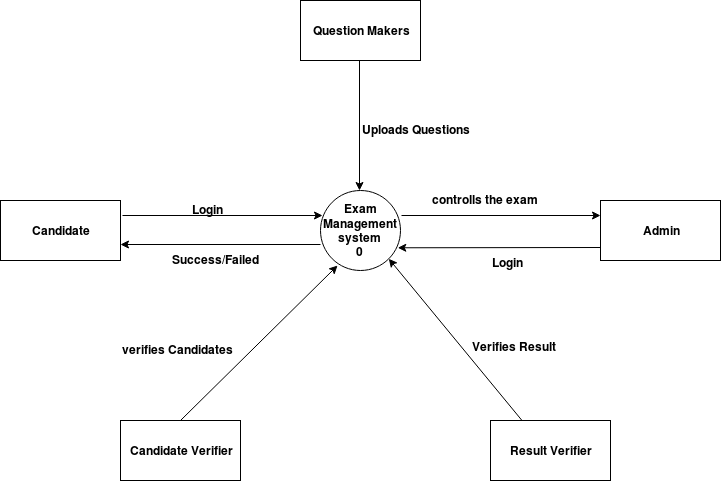 Question Makers
Uploads Questions
controlls the exam
Login
Exam
Management
system
0
Candidate
Admin
Success/Failed
Login
verifies Candidates
Verifies Result
Candidate Verifier
Result Verifier